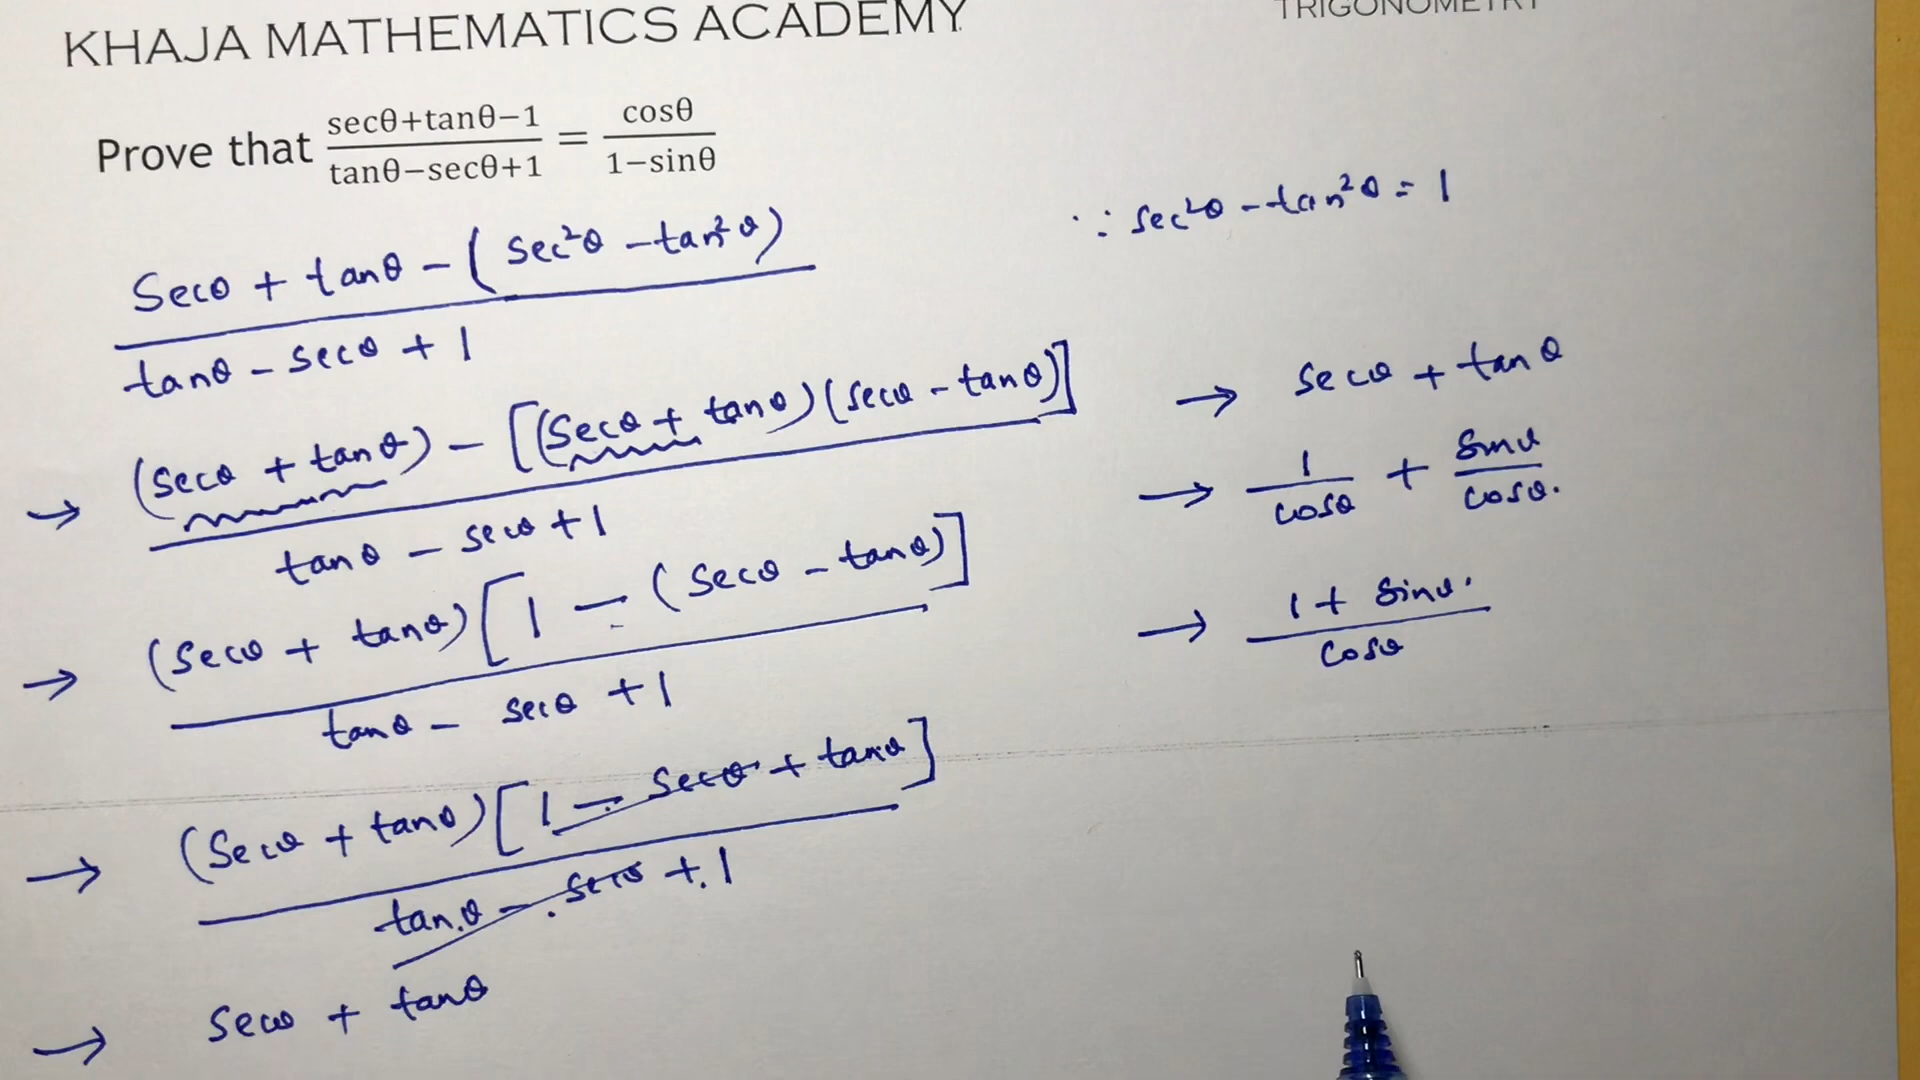 KHAJA MATHEMATICS ACADEMY
TRIGONOMETRY
Prove that (secθ+tanθ−1)/(tanθ−secθ+1) = cosθ/(1−sinθ)
(Secθ + tanθ − (Sec²θ − tan²θ))/(tanθ − secθ + 1)
→ ((Secθ + tanθ) − [(Secθ + tanθ)(Secθ − tanθ)])/(tanθ − secθ + 1)
→ ((Secθ + tanθ)[1 − (Secθ − tanθ)])/(tanθ − secθ + 1)
→ ((Secθ + tanθ)[1 − Secθ + tanθ])/(tanθ − secθ + 1)
→ Secθ + tanθ
∵ Sec²θ − tan²θ = 1
→ Secθ + tanθ
→ 1/cosθ + Sinθ/cosθ.
→ (1 + Sinθ.)/Cosθ